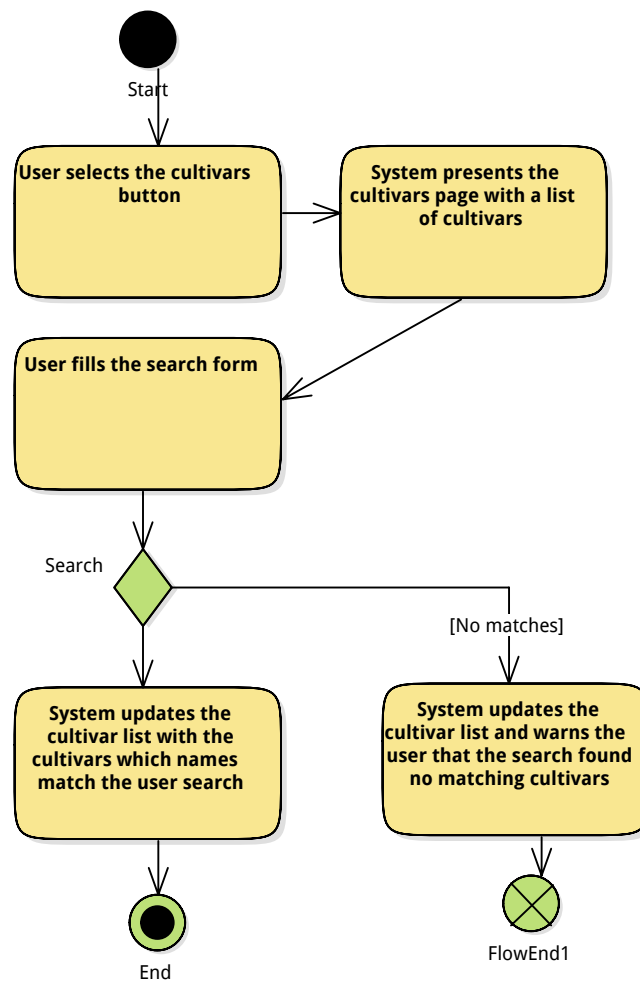 Start
User selects the cultivars
button
System presents the
cultivars page with a list
of cultivars
User fills the search form
Search
[No matches]
System updates the
cultivar list with the
cultivars which names
match the user search
System updates the
cultivar list and warns the
user that the search found
no matching cultivars
End
FlowEnd1